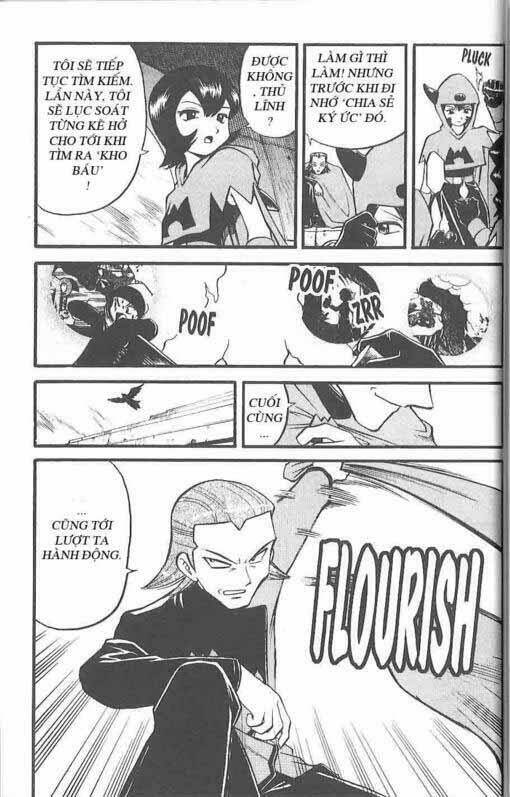 PLUCK
LÀM GÌ THÌ
LÀM! NHƯNG
TRƯỚC KHI ĐI
NHỚ ‘CHIA SẺ
KÝ ỨC’ ĐÓ.
ĐƯỢC
KHÔNG
, THỦ
LĨNH
?
TÔI SẼ TIẾP
TỤC TÌM KIẾM.
LẦN NÀY, TÔI
SẼ LỤC SOÁT
TỪNG KẼ HỞ
CHO TỚI KHI
TÌM RA ‘KHO
BÁU’
!
ZRR
POOF
POOF
CUỐI
CÙNG
...
...
CŨNG TỚI
LƯỢT TA
HÀNH ĐỘNG.
FLOURISH